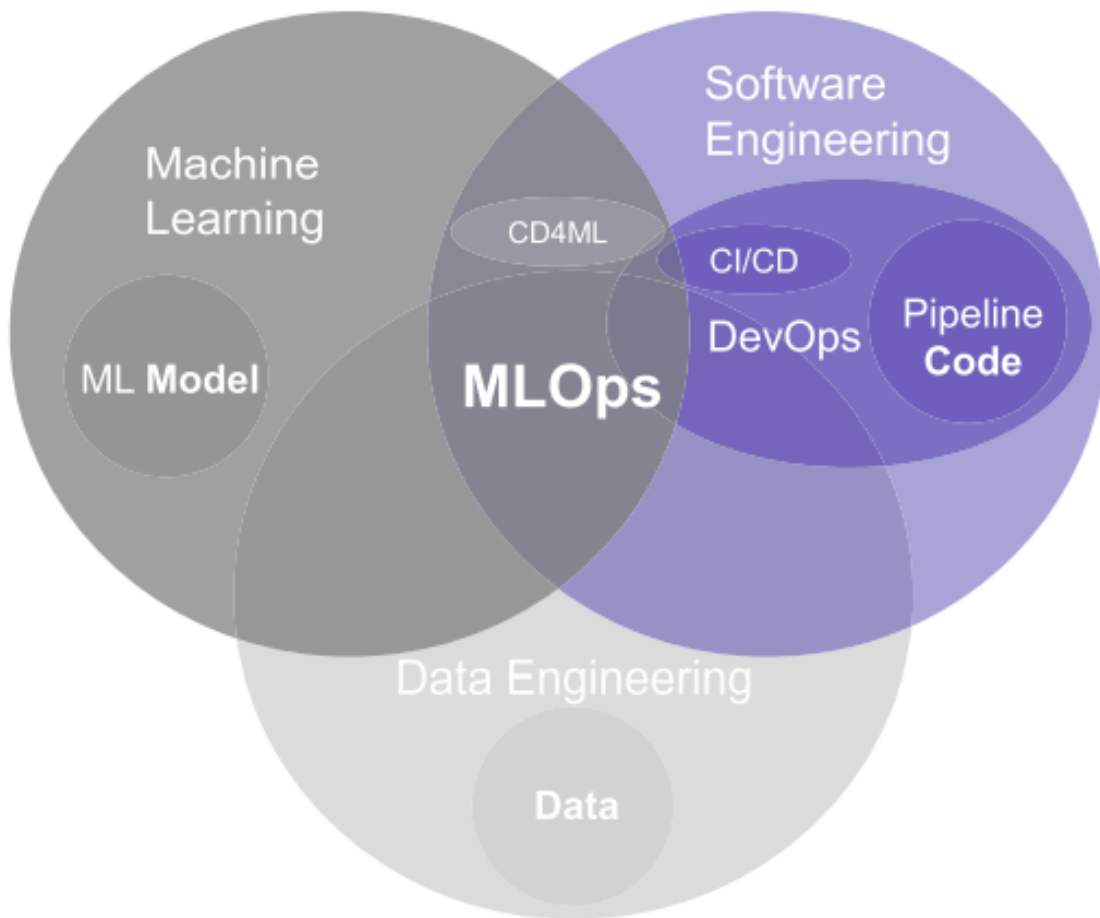 Software
Engineering
Machine
Learning
CD4ML
CI/CD
Pipeline
Code
DevOps
ML Model
MLOps
Data Engineering
Data